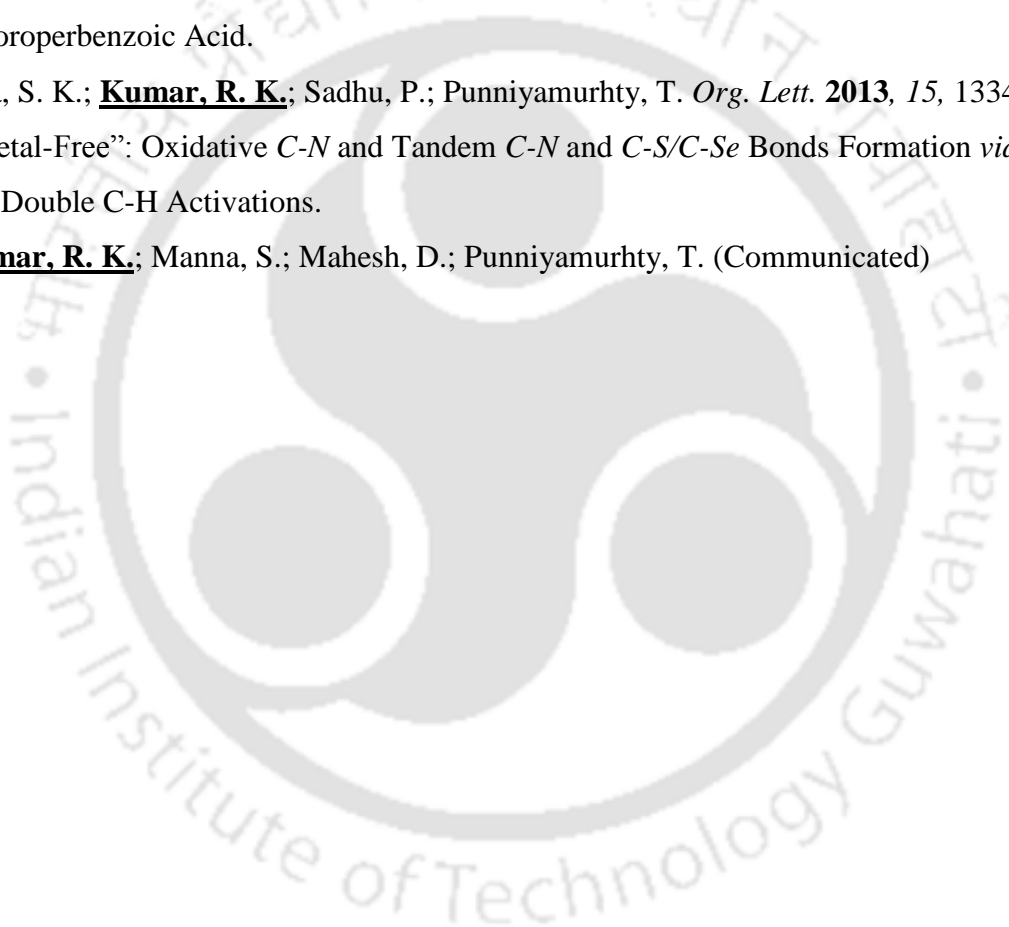 oroperbenzoic Acid.
, S. K.; Kumar, R. K.; Sadhu, P.; Punniyamurhty, T. Org. Lett. 2013, 15, 1334
etal-Free”: Oxidative C-N and Tandem C-N and C-S/C-Se Bonds Formation via
Double C-H Activations.
mar, R. K.; Manna, S.; Mahesh, D.; Punniyamurhty, T. (Communicated)
Indian Institute of Technology Guwahati